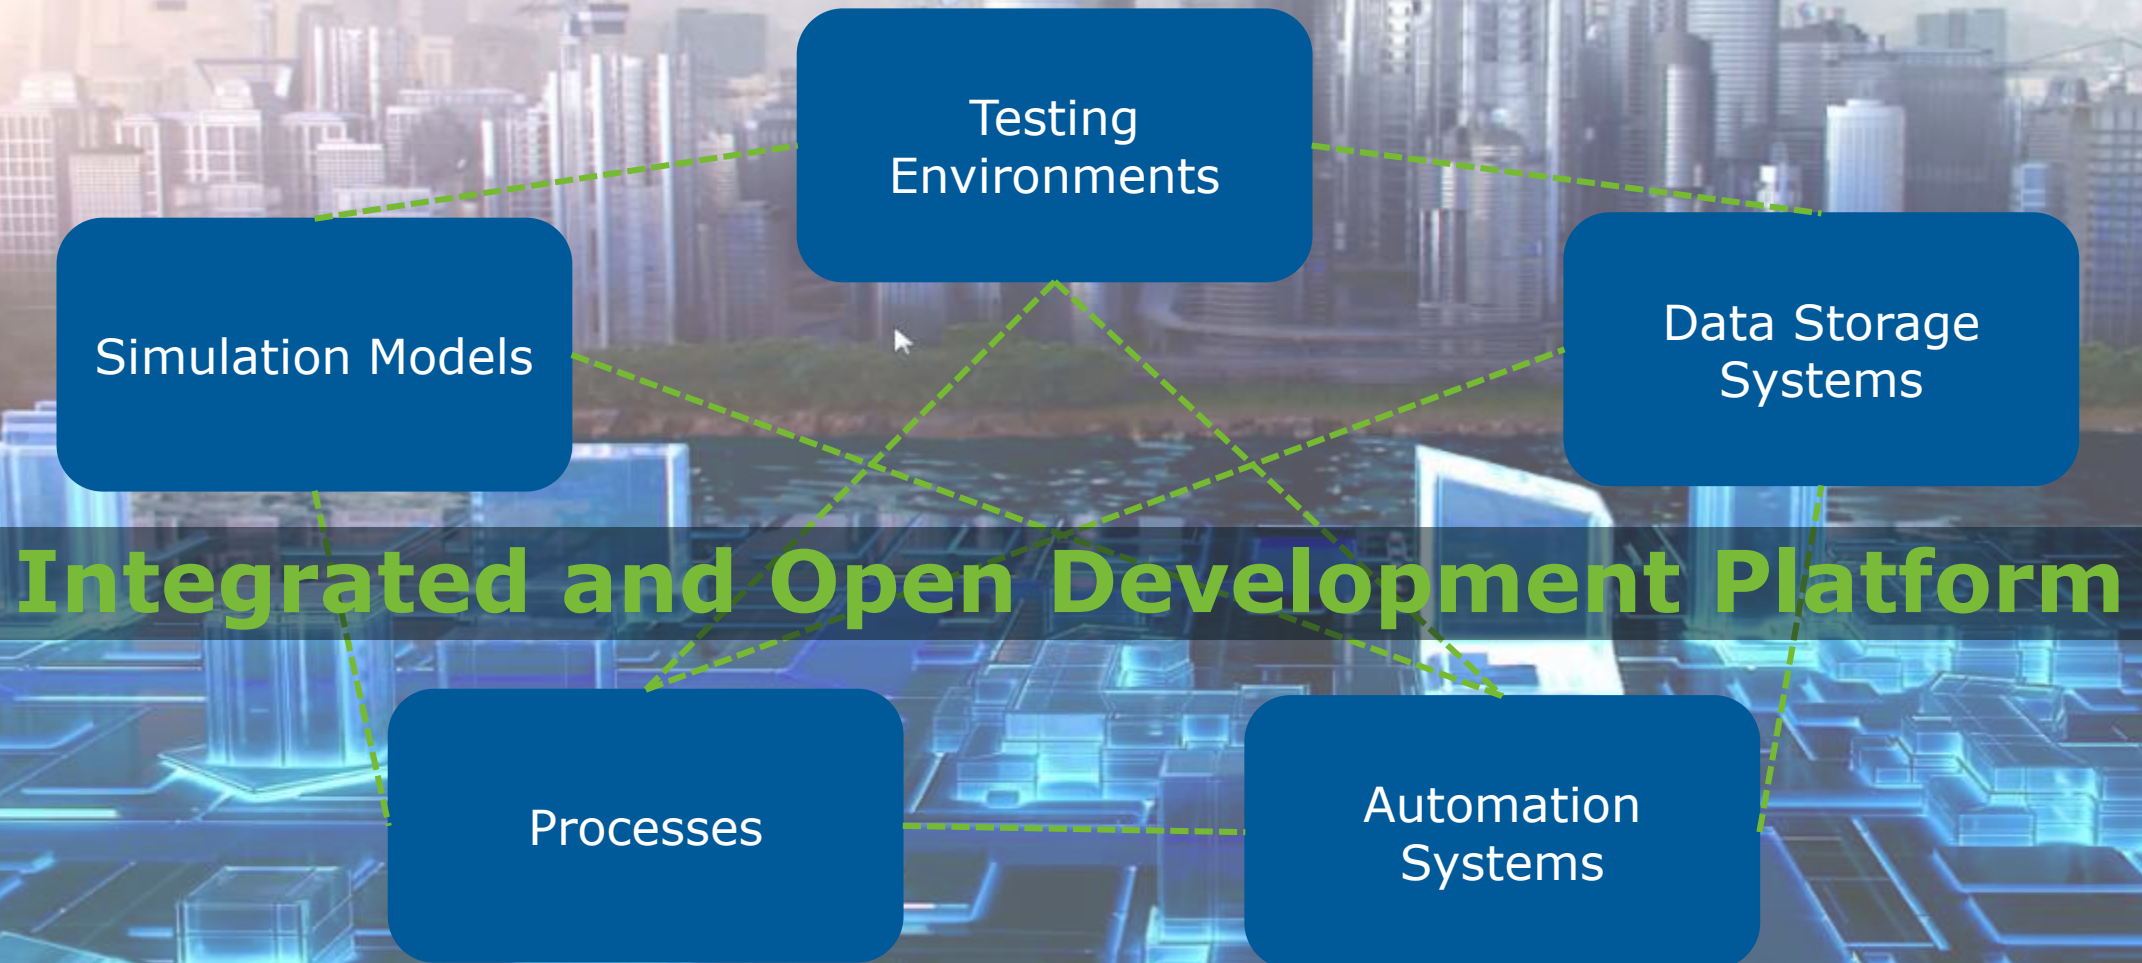 Testing
Environments
Simulation Models
Data Storage
Systems
Integrated and Open Development Platform
Processes
Automation
Systems